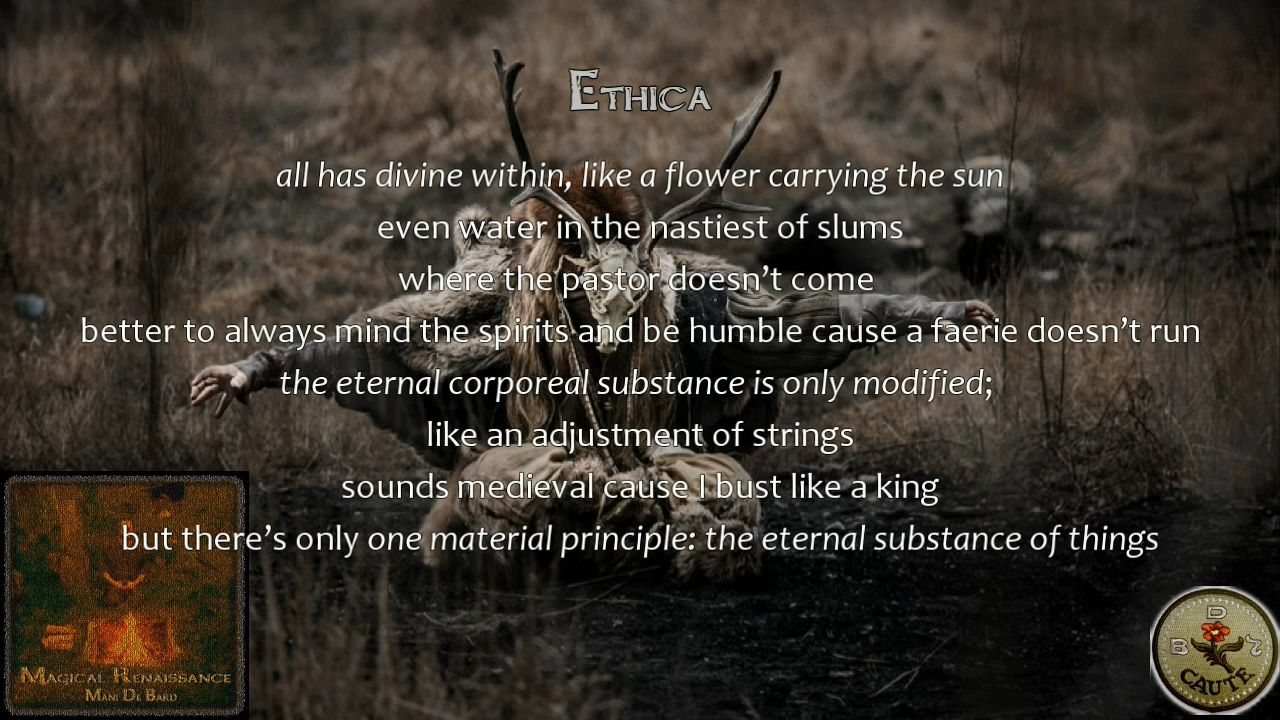 Ethica
all has divine within, like a flower carrying the sun
even water in the nastiest of slums
where the pastor doesn't come
better to always mind the spirits and be humble cause a faerie doesn't run
the eternal corporeal substance is only modified;
like an adjustment of strings
sounds medieval cause I bust like a king
but there's only one material principle: the eternal substance of things
Magical Renaissance
Mani De Bard
B D
CAUTE